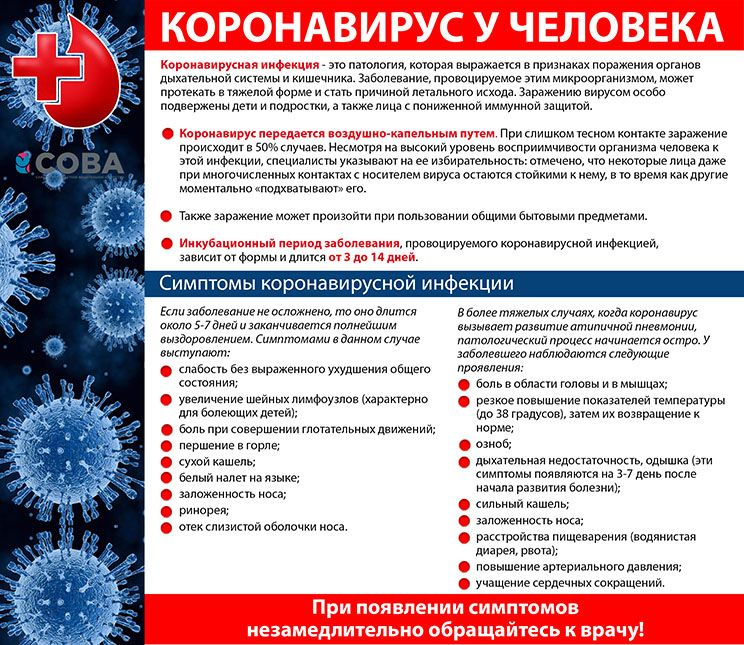 КОРОНАВИРУС У ЧЕЛОВЕКА
Коронавирусная инфекция - это патология, которая выражается в признаках поражения органов
дыхательной системы и кишечника. Заболевание, провоцируемое этим микроорганизмом, может
протекать в тяжелой форме и стать причиной летального исхода. Заражению вирусом особо
подвержены дети и подростки, а также лица с пониженной иммунной защитой.
СОВА
Коронавирус передается воздушно-капельным путем. При слишком тесном контакте заражение
происходит в 50% случаев. Несмотря на высокий уровень восприимчивости организма человека к
этой инфекции, специалисты указывают на ее избирательность: отмечено, что некоторые лица даже
при многочисленных контактах с носителем вируса остаются стойкими к нему, в то время как другие
моментально «подхватывают» его.
Также заражение может произойти при пользовании общими бытовыми предметами.
Инкубационный период заболевания, провоцируемого коронавирусной инфекцией,
зависит от формы и длится от 3 до 14 дней.
Симптомы коронавирусной инфекции
Если заболевание не осложнено, то оно длится
около 5-7 дней и заканчивается полнейшим
выздоровлением. Симптомами в данном случае
выступают:
слабость без выраженного ухудшения общего
состояния;
увеличение шейных лимфоузлов (характерно
для болеющих детей);
боль при совершении глотательных движений;
першение в горле;
сухой кашель;
белый налет на языке;
заложенность носа;
ринорея;
отек слизистой оболочки носа.
В более тяжелых случаях, когда коронавирус
вызывает развитие атипичной пневмонии,
патологический процесс начинается остро. У
заболевшего наблюдаются следующие
проявления:
боль в области головы и в мышцах;
резкое повышение показателей температуры
(до 38 градусов), затем их возвращение к
норме;
озноб;
дыхательная недостаточность, одышка (эти
симптомы появляются на 3-7 день после
начала развития болезни);
сильный кашель;
заложенность носа;
расстройства пищеварения (водянистая
диарея, рвота);
повышение артериального давления;
учащение сердечных сокращений.
При появлении симптомов
незамедлительно обращайтесь к врачу!